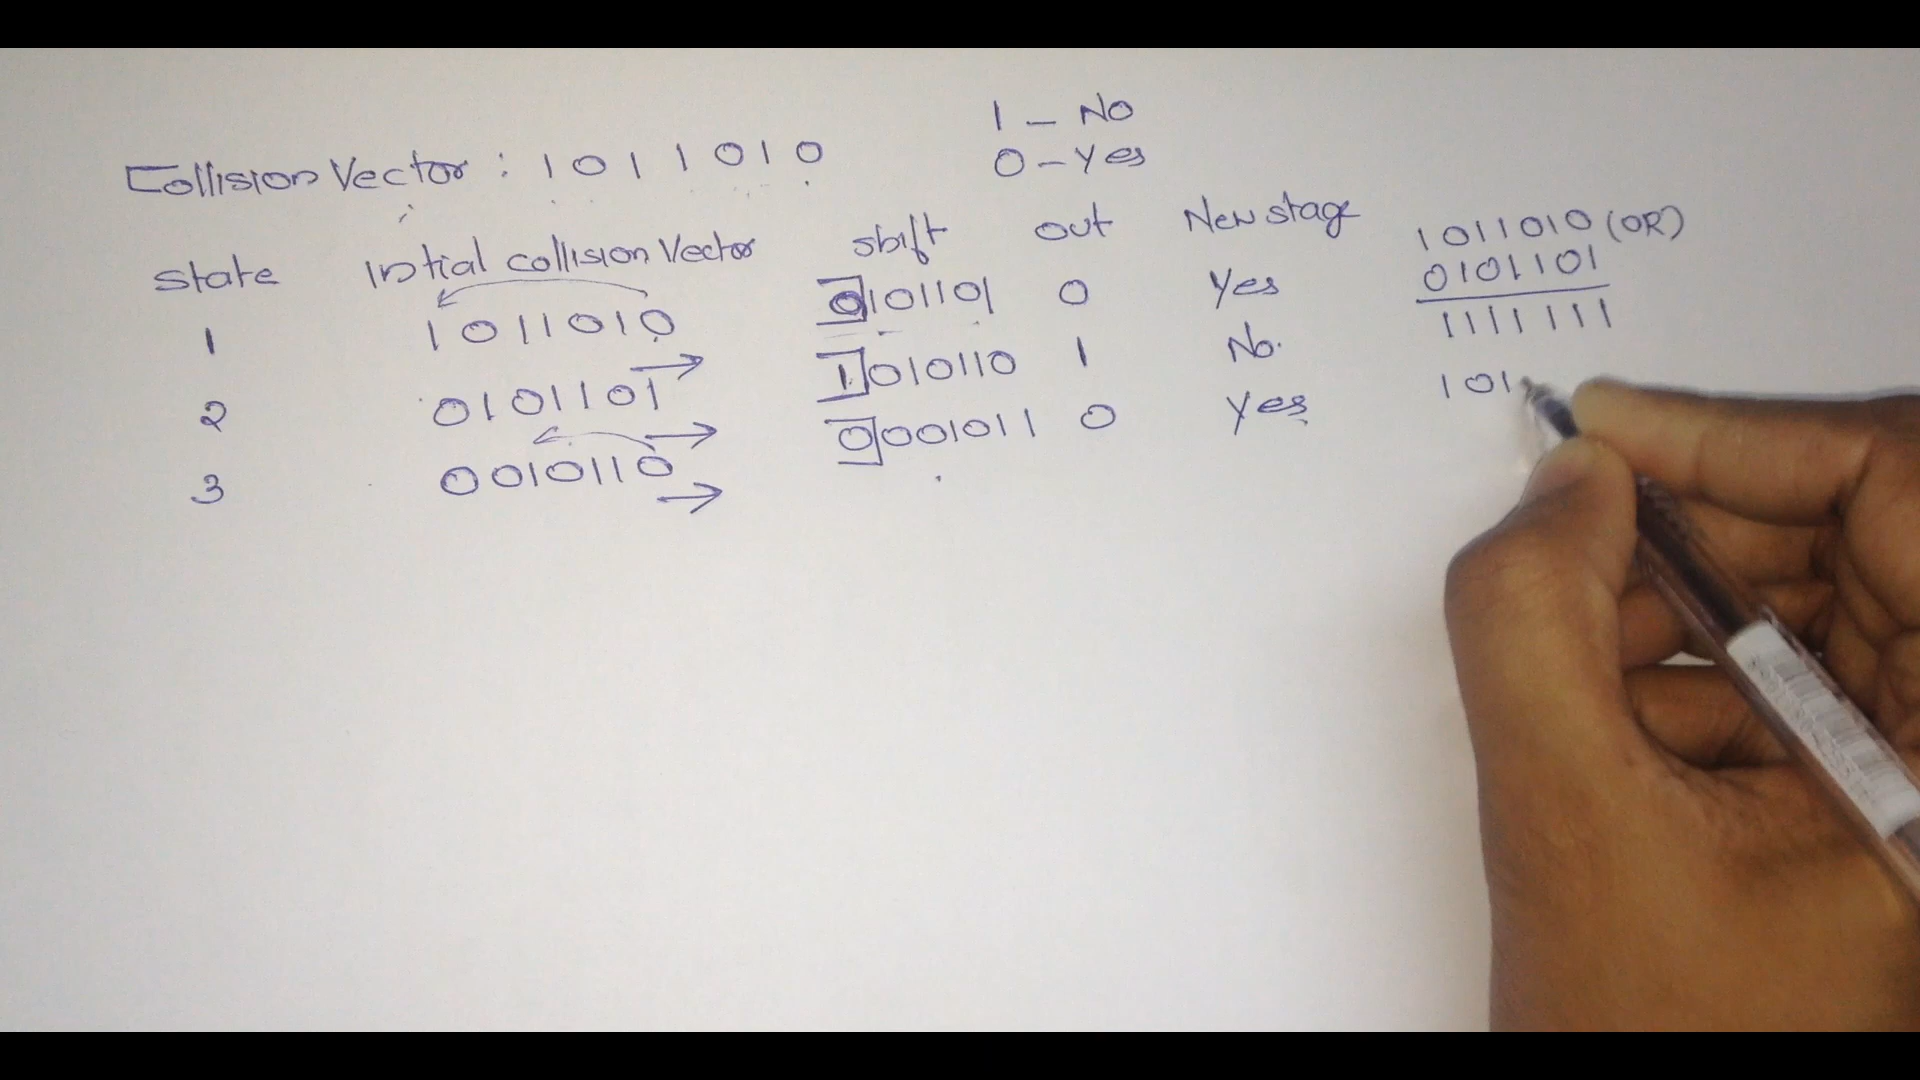 Collision Vector : 1 0 1 1 0 1 0
1 - No
0 - Yes
State Intial collision Vector shift out New stage
1 1011010 0101101 0 Yes
2 0101101 1010110 1 No.
3 0010110 0001011 0 Yes
1011010 (OR)
0101101
1111111
101